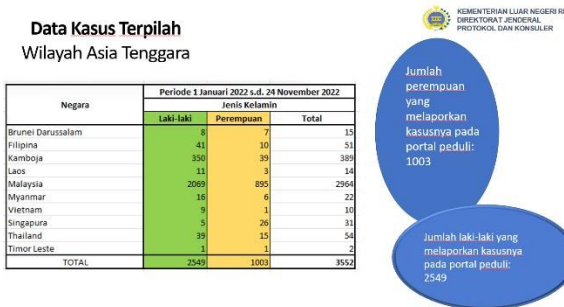 Data Kasus Terpilah
Wilayah Asia Tenggara
KEMENTERIAN LUAR NEGERI RI
DIREKTORAT JENDERAL
PROTOKOL DAN KONSULER
Negara
Periode 1 Januari 2022 s.d. 24 November 2022
Jenis Kelamin
Laki-laki Perempuan Total
Brunei Darussalam 8 7 15
Filipina 41 10 51
Kamboja 350 39 389
Laos 11 3 14
Malaysia 2069 895 2964
Myanmar 16 6 22
Vietnam 9 1 10
Singapura 5 26 31
Thailand 39 15 54
Timor Leste 1 1 2
TOTAL 2549 1003 3552
Jumlah
perempuan
yang
melaporkan
kasusnya pada
portal peduli:
1003
Jumlah laki-laki yang
melaporkan kasusnya
pada portal peduli:
2549